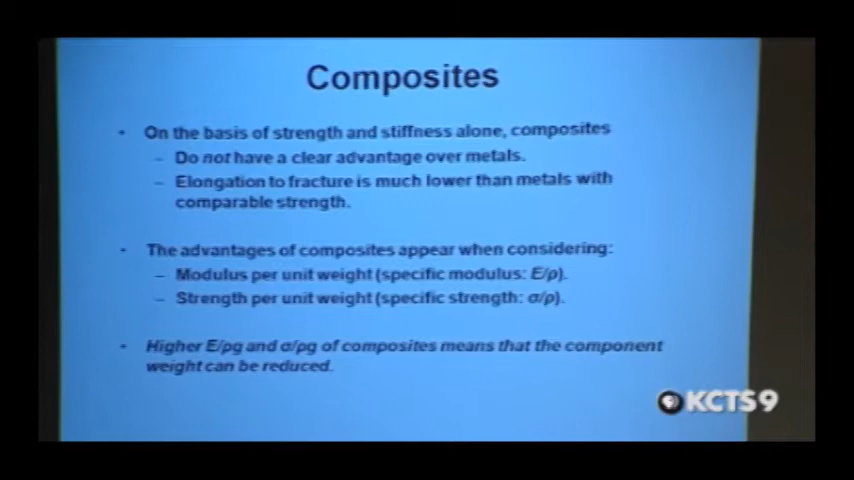 Composites
• On the basis of strength and stiffness alone, composites
– Do not have a clear advantage over metals.
– Elongation to fracture is much lower than metals with
comparable strength.
• The advantages of composites appear when considering:
– Modulus per unit weight (specific modulus: E/ρ).
– Strength per unit weight (specific strength: σ/ρ).
• Higher E/ρg and σ/ρg of composites means that the component
weight can be reduced.
KCTS9